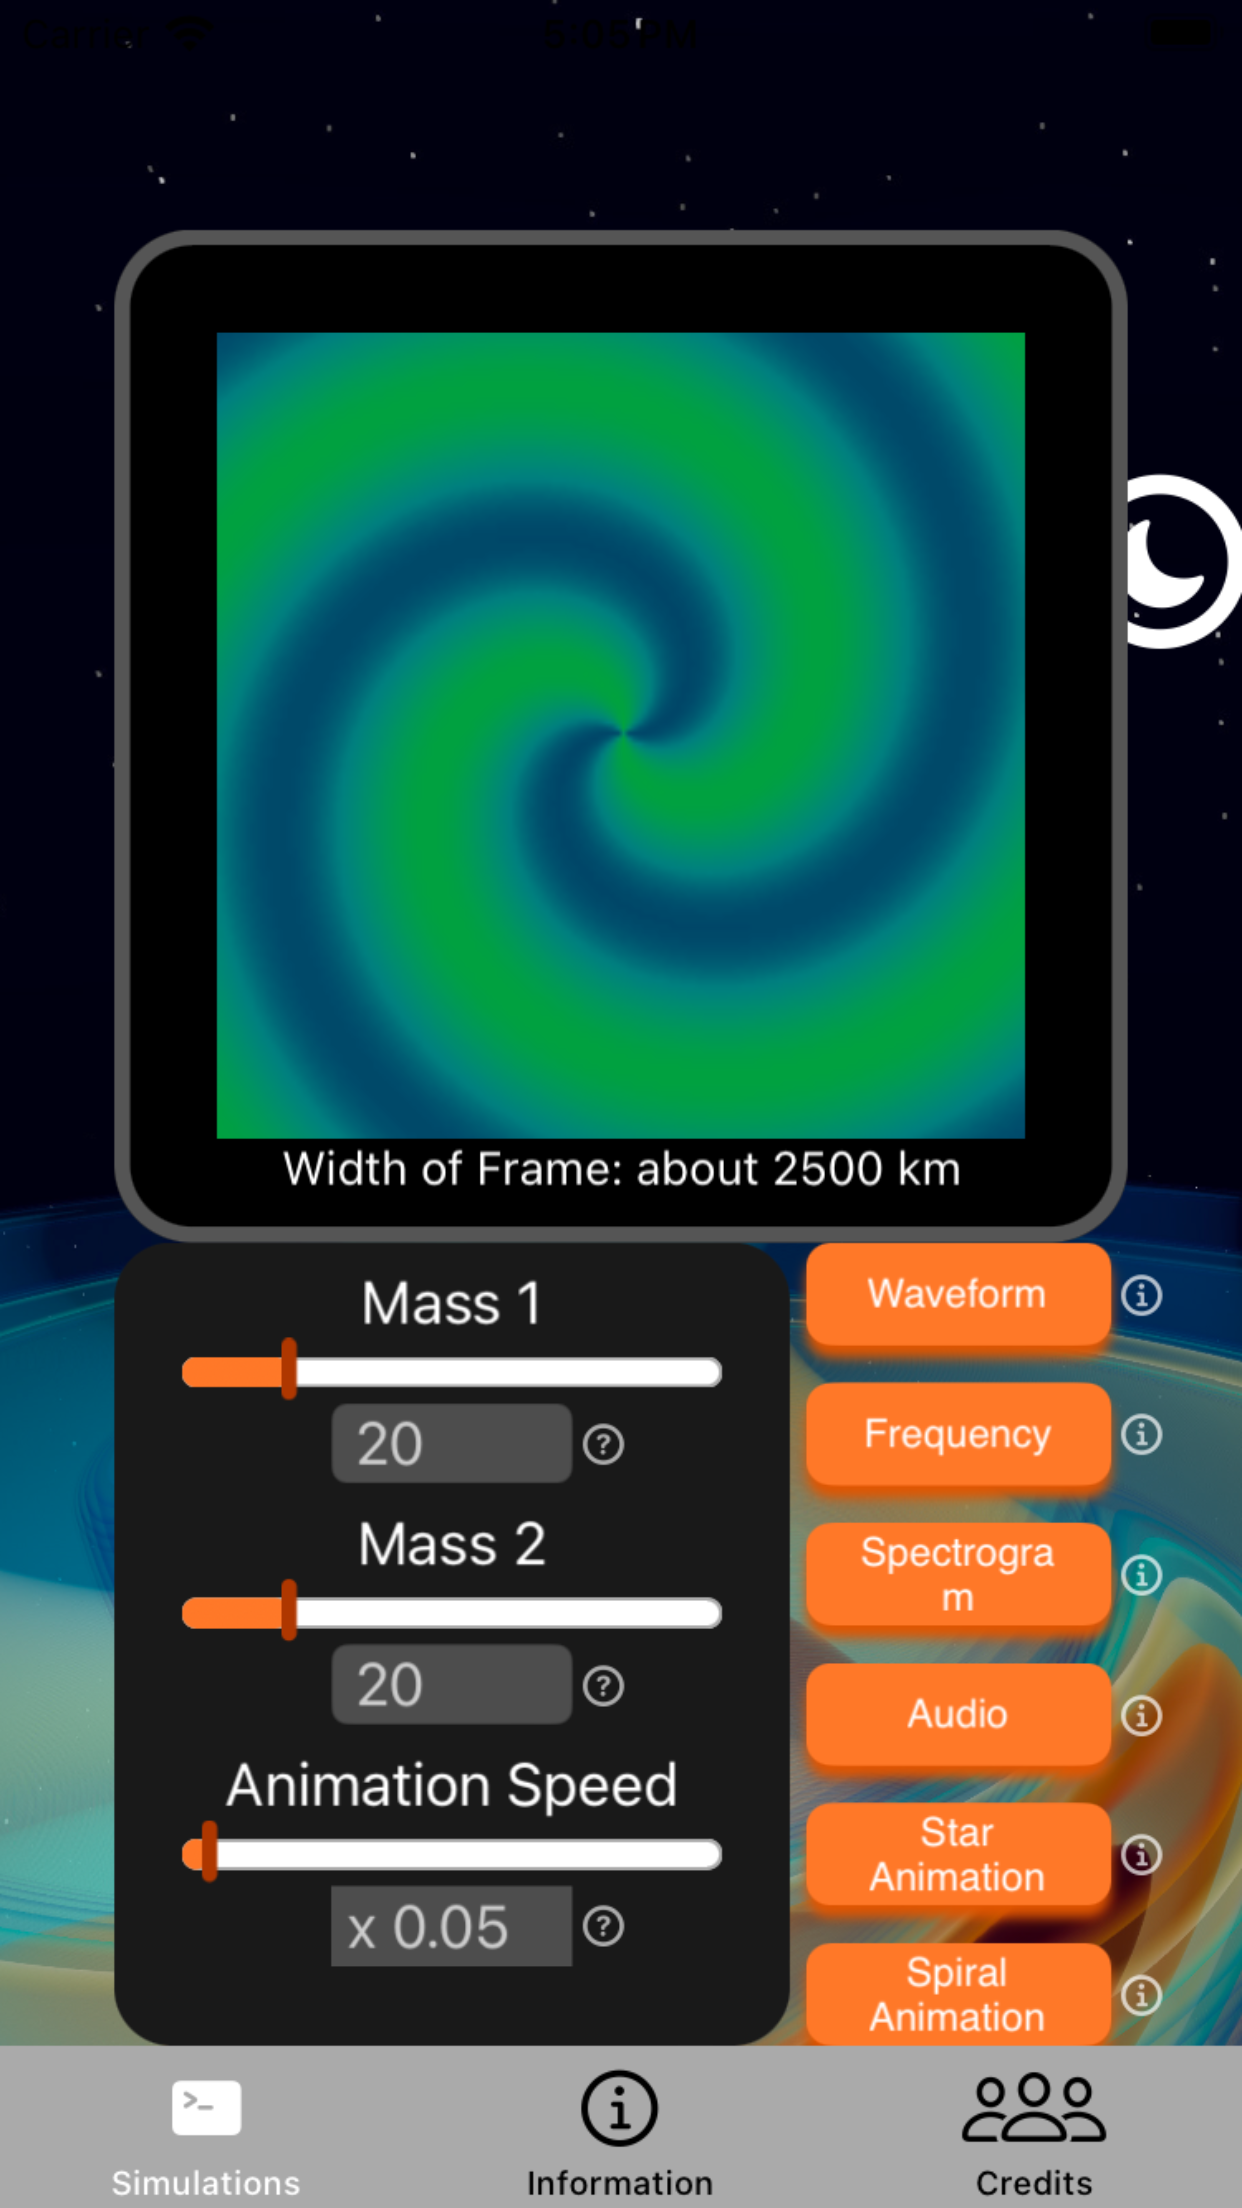 Carrier 5:05 PM
Width of Frame: about 2500 km
Mass 1
20
Mass 2
20
Animation Speed
x 0.05
Waveform
Frequency
Spectrogra
m
Audio
Star
Animation
Spiral
Animation
Simulations
Information
Credits